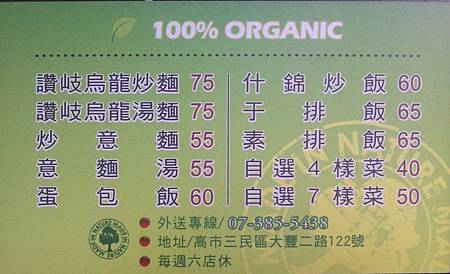 100% ORGANIC
讚岐烏龍炒麵 75
讚岐烏龍湯麵 75
炒意麵 55
意麵湯 55
蛋包飯 60
什錦炒飯 60
于排飯 65
素排飯 65
自選4樣菜 40
自選7樣菜 50
外送專線/ 07-385-5438
地址/高市三民區大豐二路122號
每週六店休